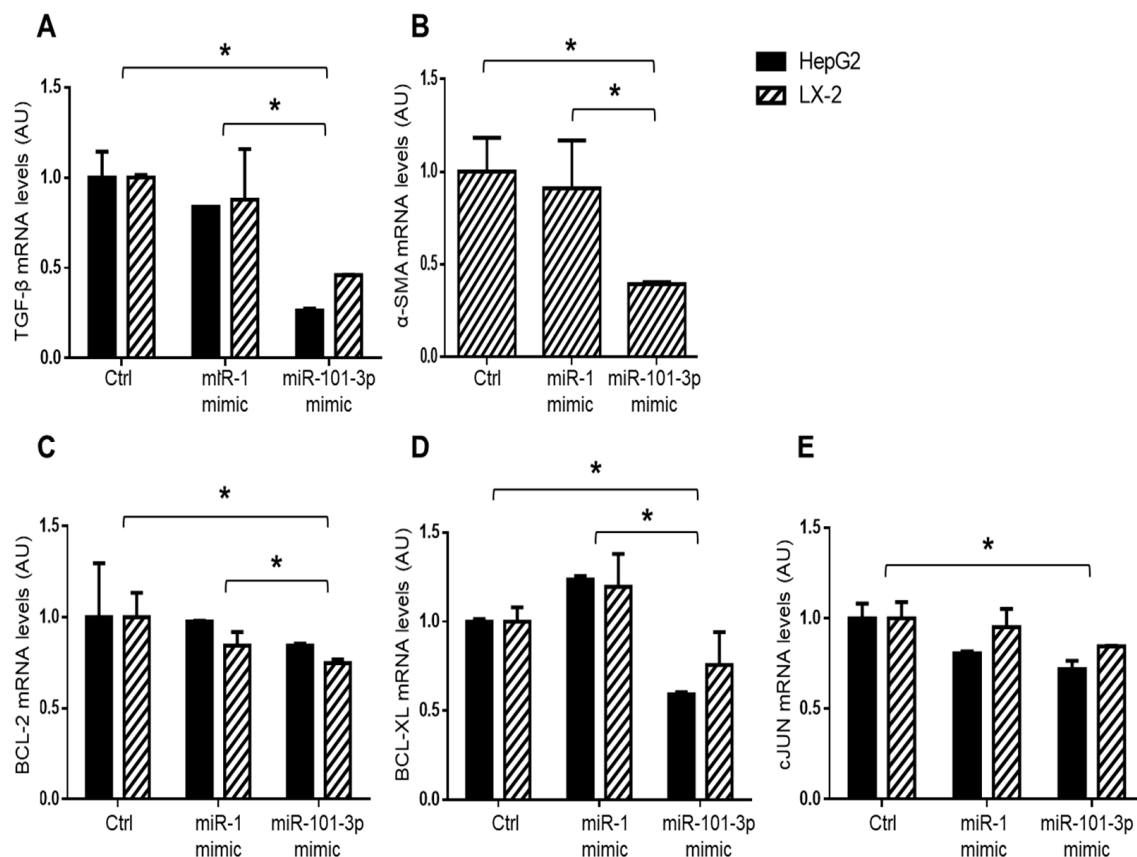 A
B
HepG2
LX-2
*
*
1.5
1.0
0.5
0.0
TGF-β mRNA levels (AU)
Ctrl
miR-1
mimic
miR-101-3p
mimic
*
*
1.5
1.0
0.5
0.0
α-SMA mRNA levels (AU)
Ctrl
miR-1
mimic
miR-101-3p
mimic
C
D
E
*
*
1.5
1.0
0.5
0.0
BCL-2 mRNA levels (AU)
Ctrl
miR-1
mimic
miR-101-3p
mimic
*
*
1.5
1.0
0.5
0.0
BCL-XL mRNA levels (AU)
Ctrl
miR-1
mimic
miR-101-3p
mimic
*
1.5
1.0
0.5
0.0
cJUN mRNA levels (AU)
Ctrl
miR-1
mimic
miR-101-3p
mimic